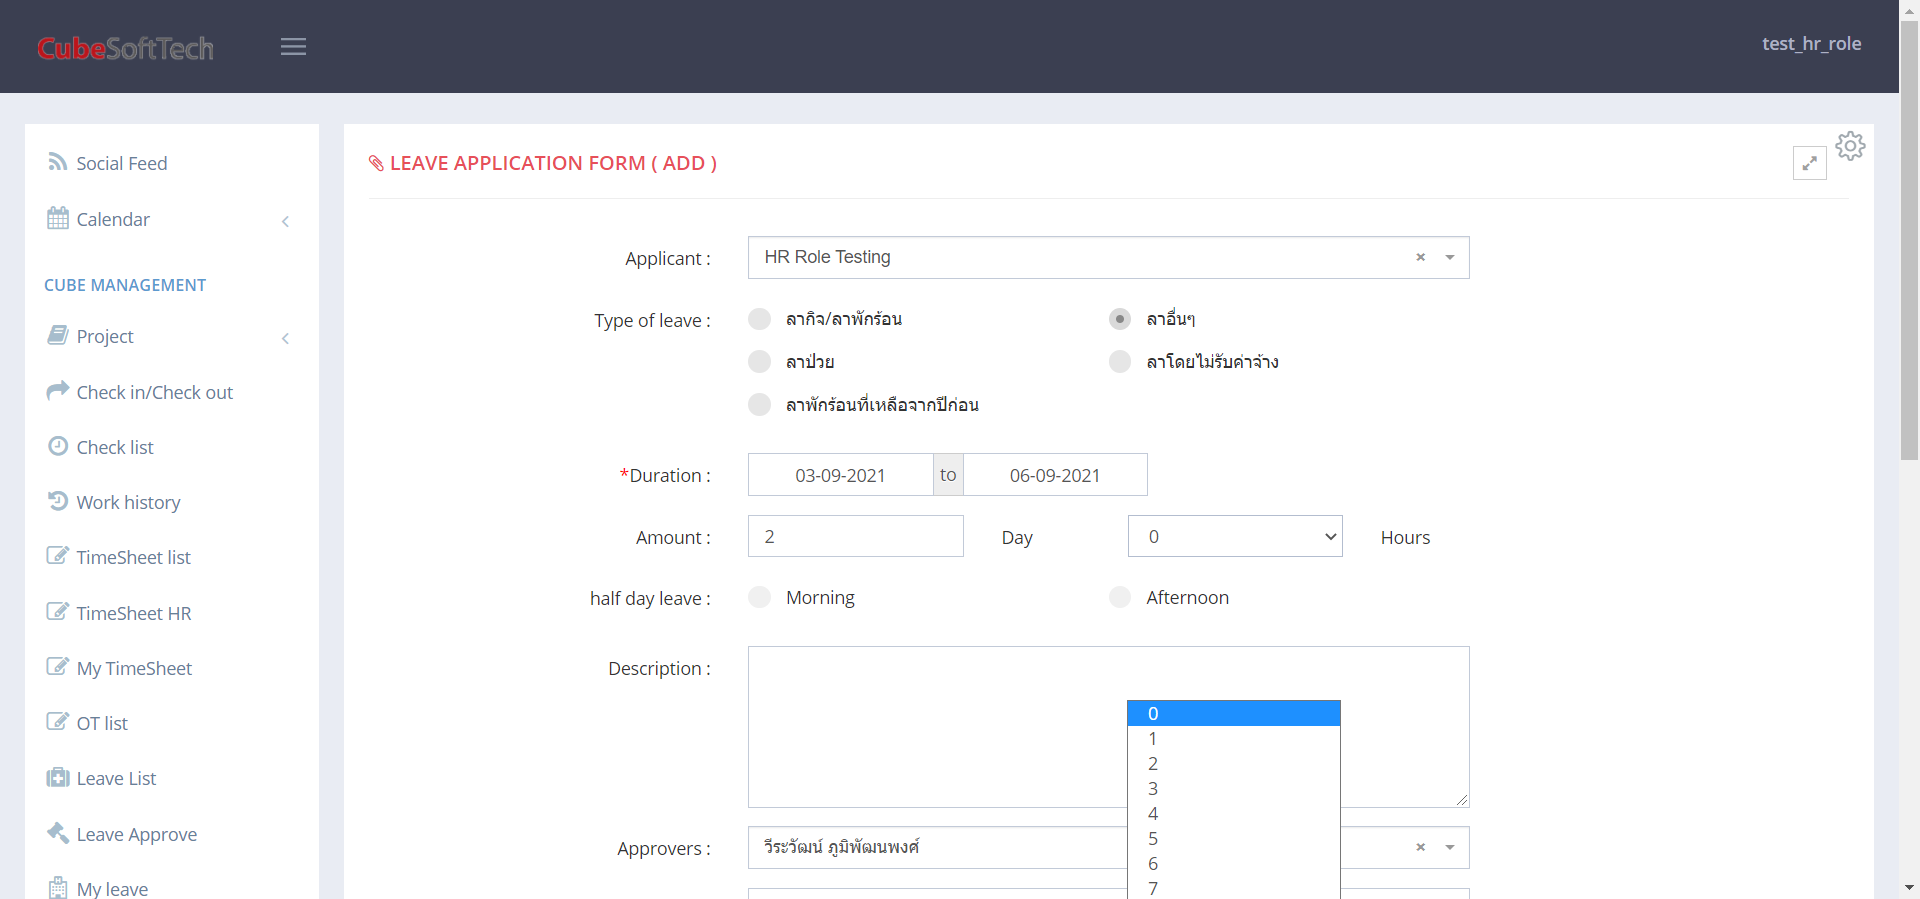 CubeSoftTech
test_hr_role
Social Feed
Calendar
CUBE MANAGEMENT
Project
Check in/Check out
Check list
Work history
TimeSheet list
TimeSheet HR
My TimeSheet
OT list
Leave List
Leave Approve
My leave
LEAVE APPLICATION FORM ( ADD )
Applicant : HR Role Testing
Type of leave : ลากิจ/ลาพักร้อน ลาอื่นๆ
ลาป่วย ลาโดยไม่รับค่าจ้าง
ลาพักร้อนที่เหลือจากปีก่อน
*Duration : 03-09-2021 to 06-09-2021
Amount : 2 Day 0 Hours
half day leave : Morning Afternoon
Description :
0
1
2
3
4
5
6
7
Approvers : วีระวัฒน์ ภูมิพัฒนพงศ์